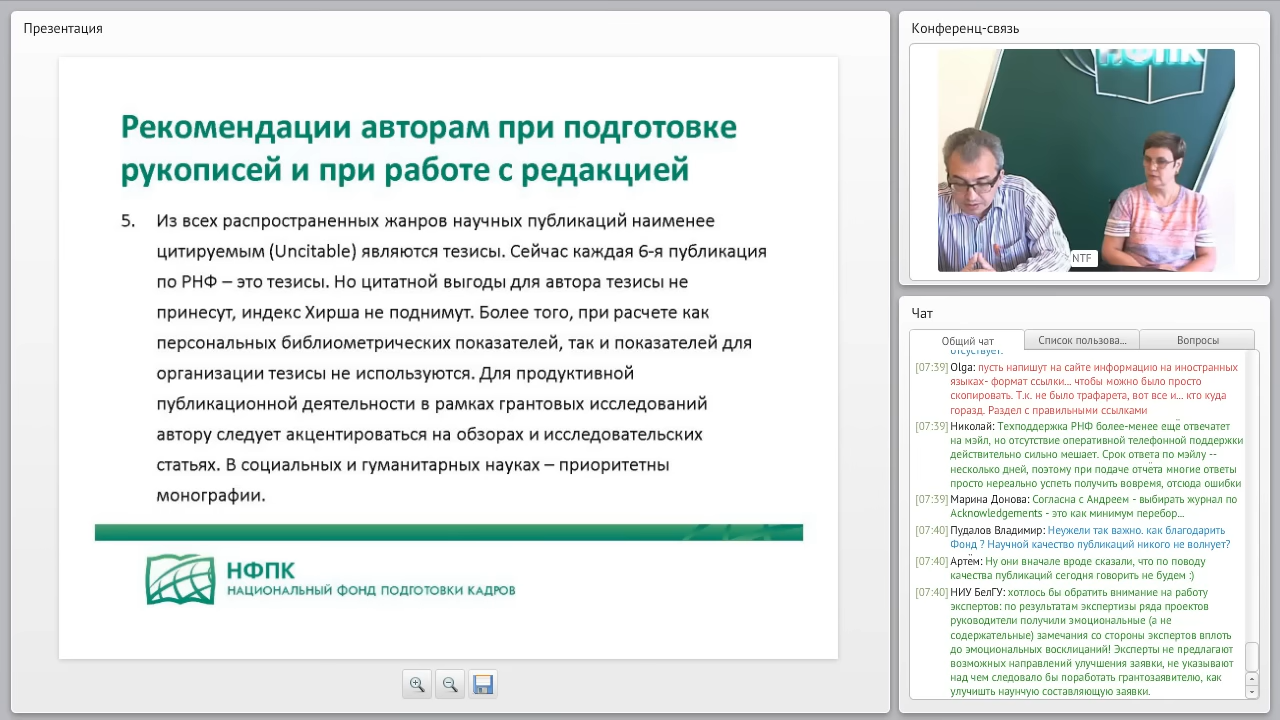 Презентация
Рекомендации авторам при подготовке
рукописей и при работе с редакцией
5. Из всех распространенных жанров научных публикаций наименее
цитируемым (Uncitable) являются тезисы. Сейчас каждая 6-я публикация
по РНФ – это тезисы. Но цитатной выгоды для автора тезисы не
принесут, индекс Хирша не поднимут. Более того, при расчете как
персональных библиометрических показателей, так и показателей для
организации тезисы не используются. Для продуктивной
публикационной деятельности в рамках грантовых исследований
автору следует акцентироваться на обзорах и исследовательских
статьях. В социальных и гуманитарных науках – приоритетны
монографии.
НФПК
НАЦИОНАЛЬНЫЙ ФОНД ПОДГОТОВКИ КАДРОВ
Конференц-связь
НФПК
NTF
Чат
Общий чат
Список пользова...
Вопросы
отсуствует.
[07:39] Olga: пусть напишут на сайте информацию на иностранных
языках- формат ссылки... чтобы можно было просто
скопировать. Т.к. не было трафарета, вот все и... кто куда
горазд. Раздел с правильными ссылками
[07:39] Николай: Техподдержка РНФ более-менее ещё отвечатет
на мэйл, но отсутствие оперативной телефонной поддержки
действительно сильно мешает. Срок ответа по мэйлу --
несколько дней, поэтому при подаче отчёта многие ответы
просто нереально успеть получить вовремя, отсюда ошибки
[07:39] Марина Донова: Согласна с Андреем - выбирать журнал по
Acknowledgements - это как минимум перебор...
[07:40] Пудалов Владимир: Неужели так важно. как благодарить
Фонд ? Научной качество публикаций никого не волнует?
[07:40] Артём: Ну они вначале вроде сказали, что по поводу
качества публикаций сегодня говорить не будем :)
[07:40] НИУ БелГУ: хотлось бы обратить внимание на работу
экспертов: по результатам экспертизы ряда проектов
руководители получили эмоциональные (а не
содержательные) замечания со стороны экспертов вплоть
до эмоциональных восклицаний! Эксперты не предлагают
возможных направлений улучшения заявки, не указывают
над чем следовало бы поработать грантозаявителю, как
улучишть наунчую составляющую заявки.